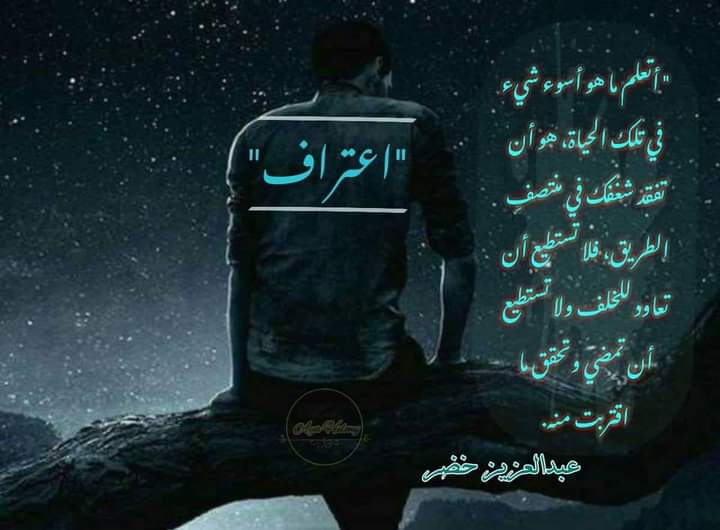 "اعتراف"
"أتعلم ما هو أسوء شيء
في تلك الحياة، هو أن
تفقد شغفك في منتصف
الطريق، فلا تستطيع أن
تعاود للخلف ولا تستطيع
أن تمضي وتحقق ما
اقتربت منه.
عبدالعزيز خضر